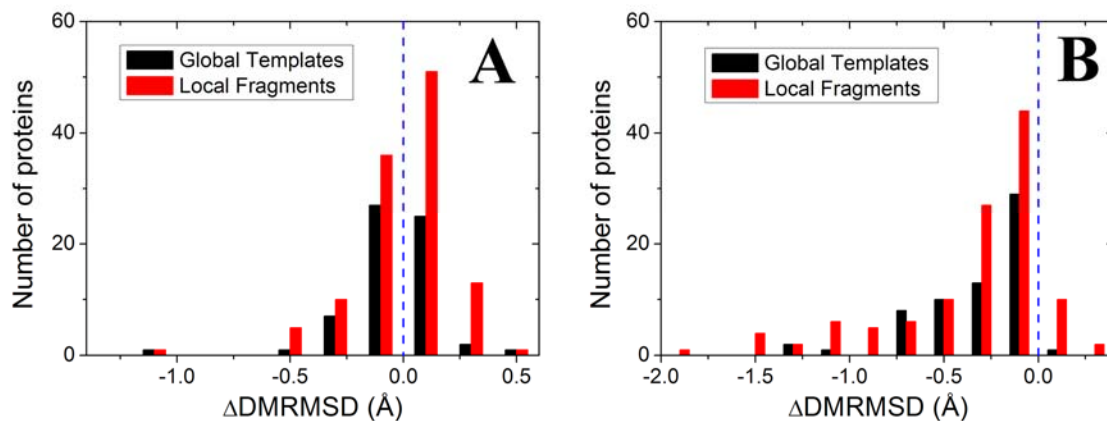 A
Global Templates
Local Fragments
Number of proteins
60
40
20
0
-1.0
-0.5
0.0
0.5
ΔDMRMSD (Å)
B
Global Templates
Local Fragments
Number of proteins
60
40
20
0
-2.0
-1.5
-1.0
-0.5
0.0
ΔDMRMSD (Å)